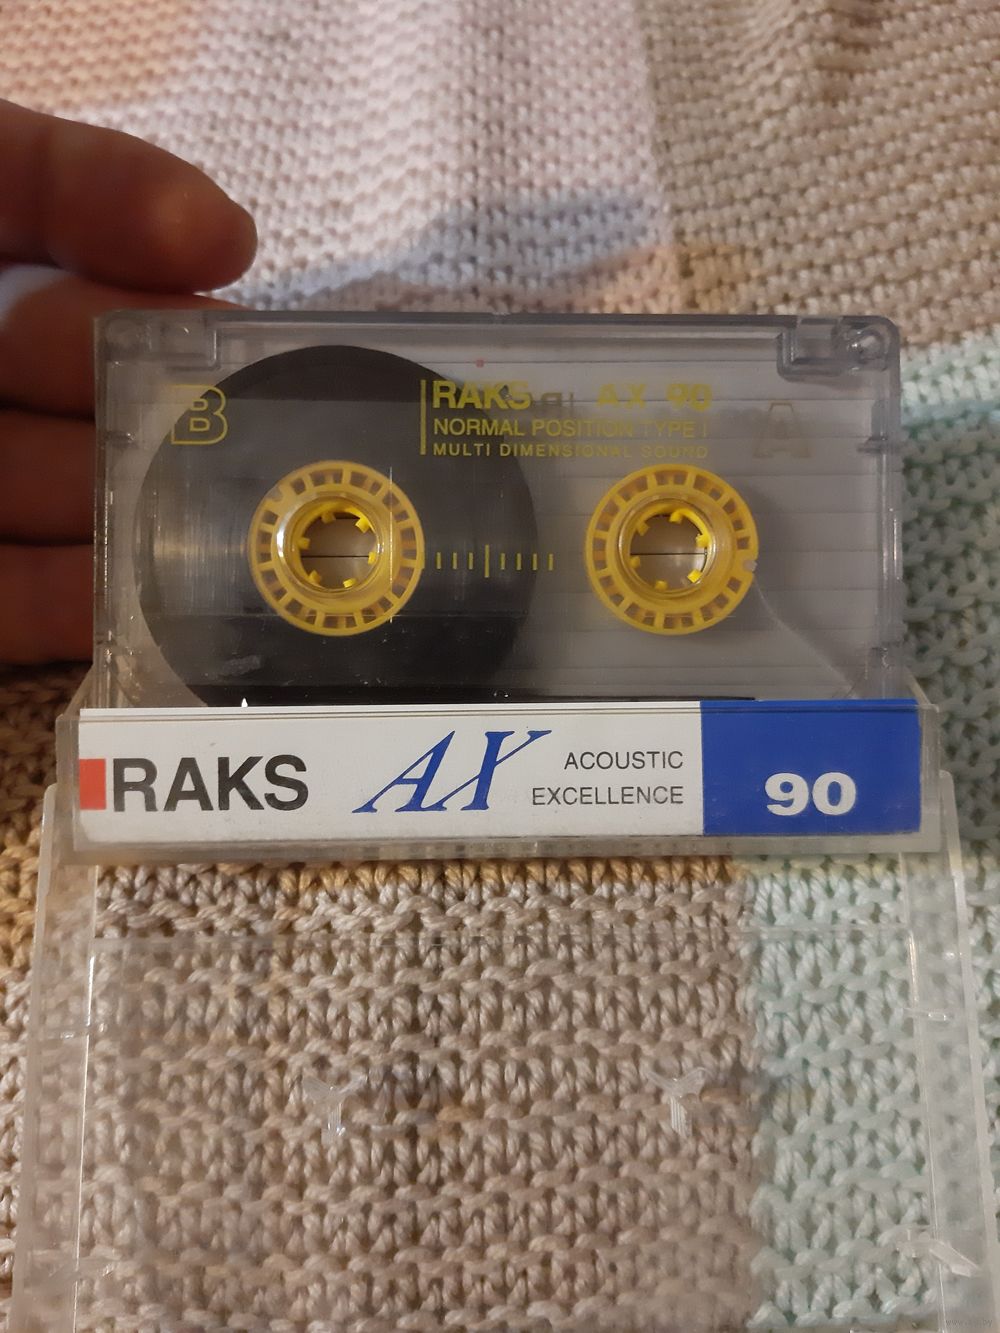 B
RAKS AX 90
A
NORMAL POSITION TYPE I
MULTI DIMENSIONAL SOUND
RAKS AX ACOUSTIC
EXCELLENCE
90